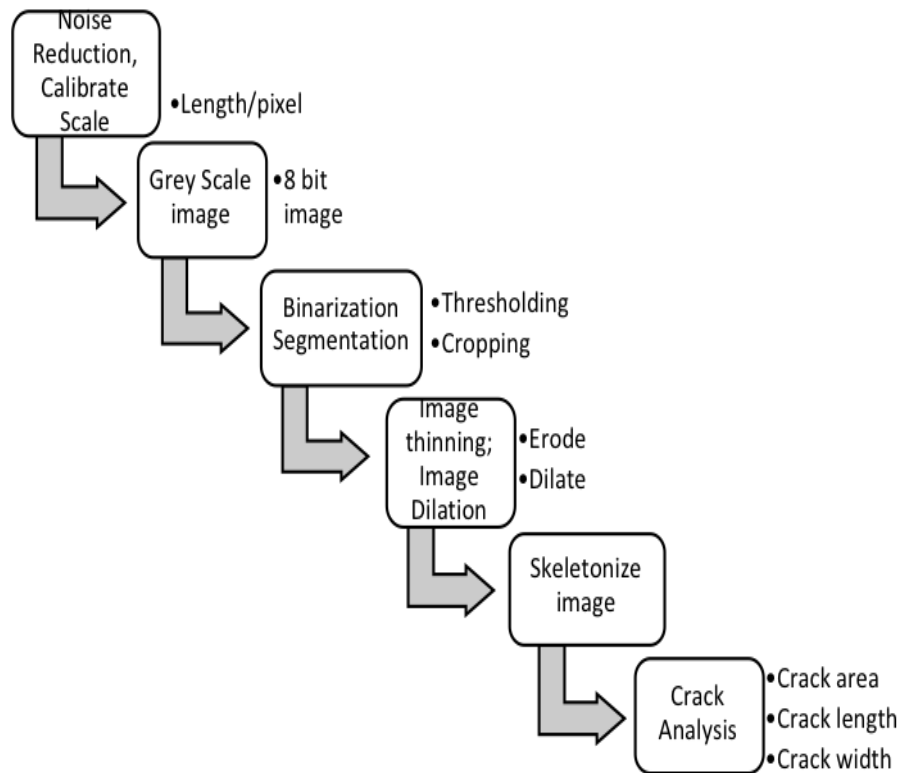 Noise
Reduction,
Calibrate
Scale
•Length/pixel
Grey Scale
image
•8 bit
image
Binarization
Segmentation
•Thresholding
•Cropping
Image
thinning;
Image
Dilation
•Erode
•Dilate
Skeletonize
image
Crack
Analysis
•Crack area
•Crack length
•Crack width